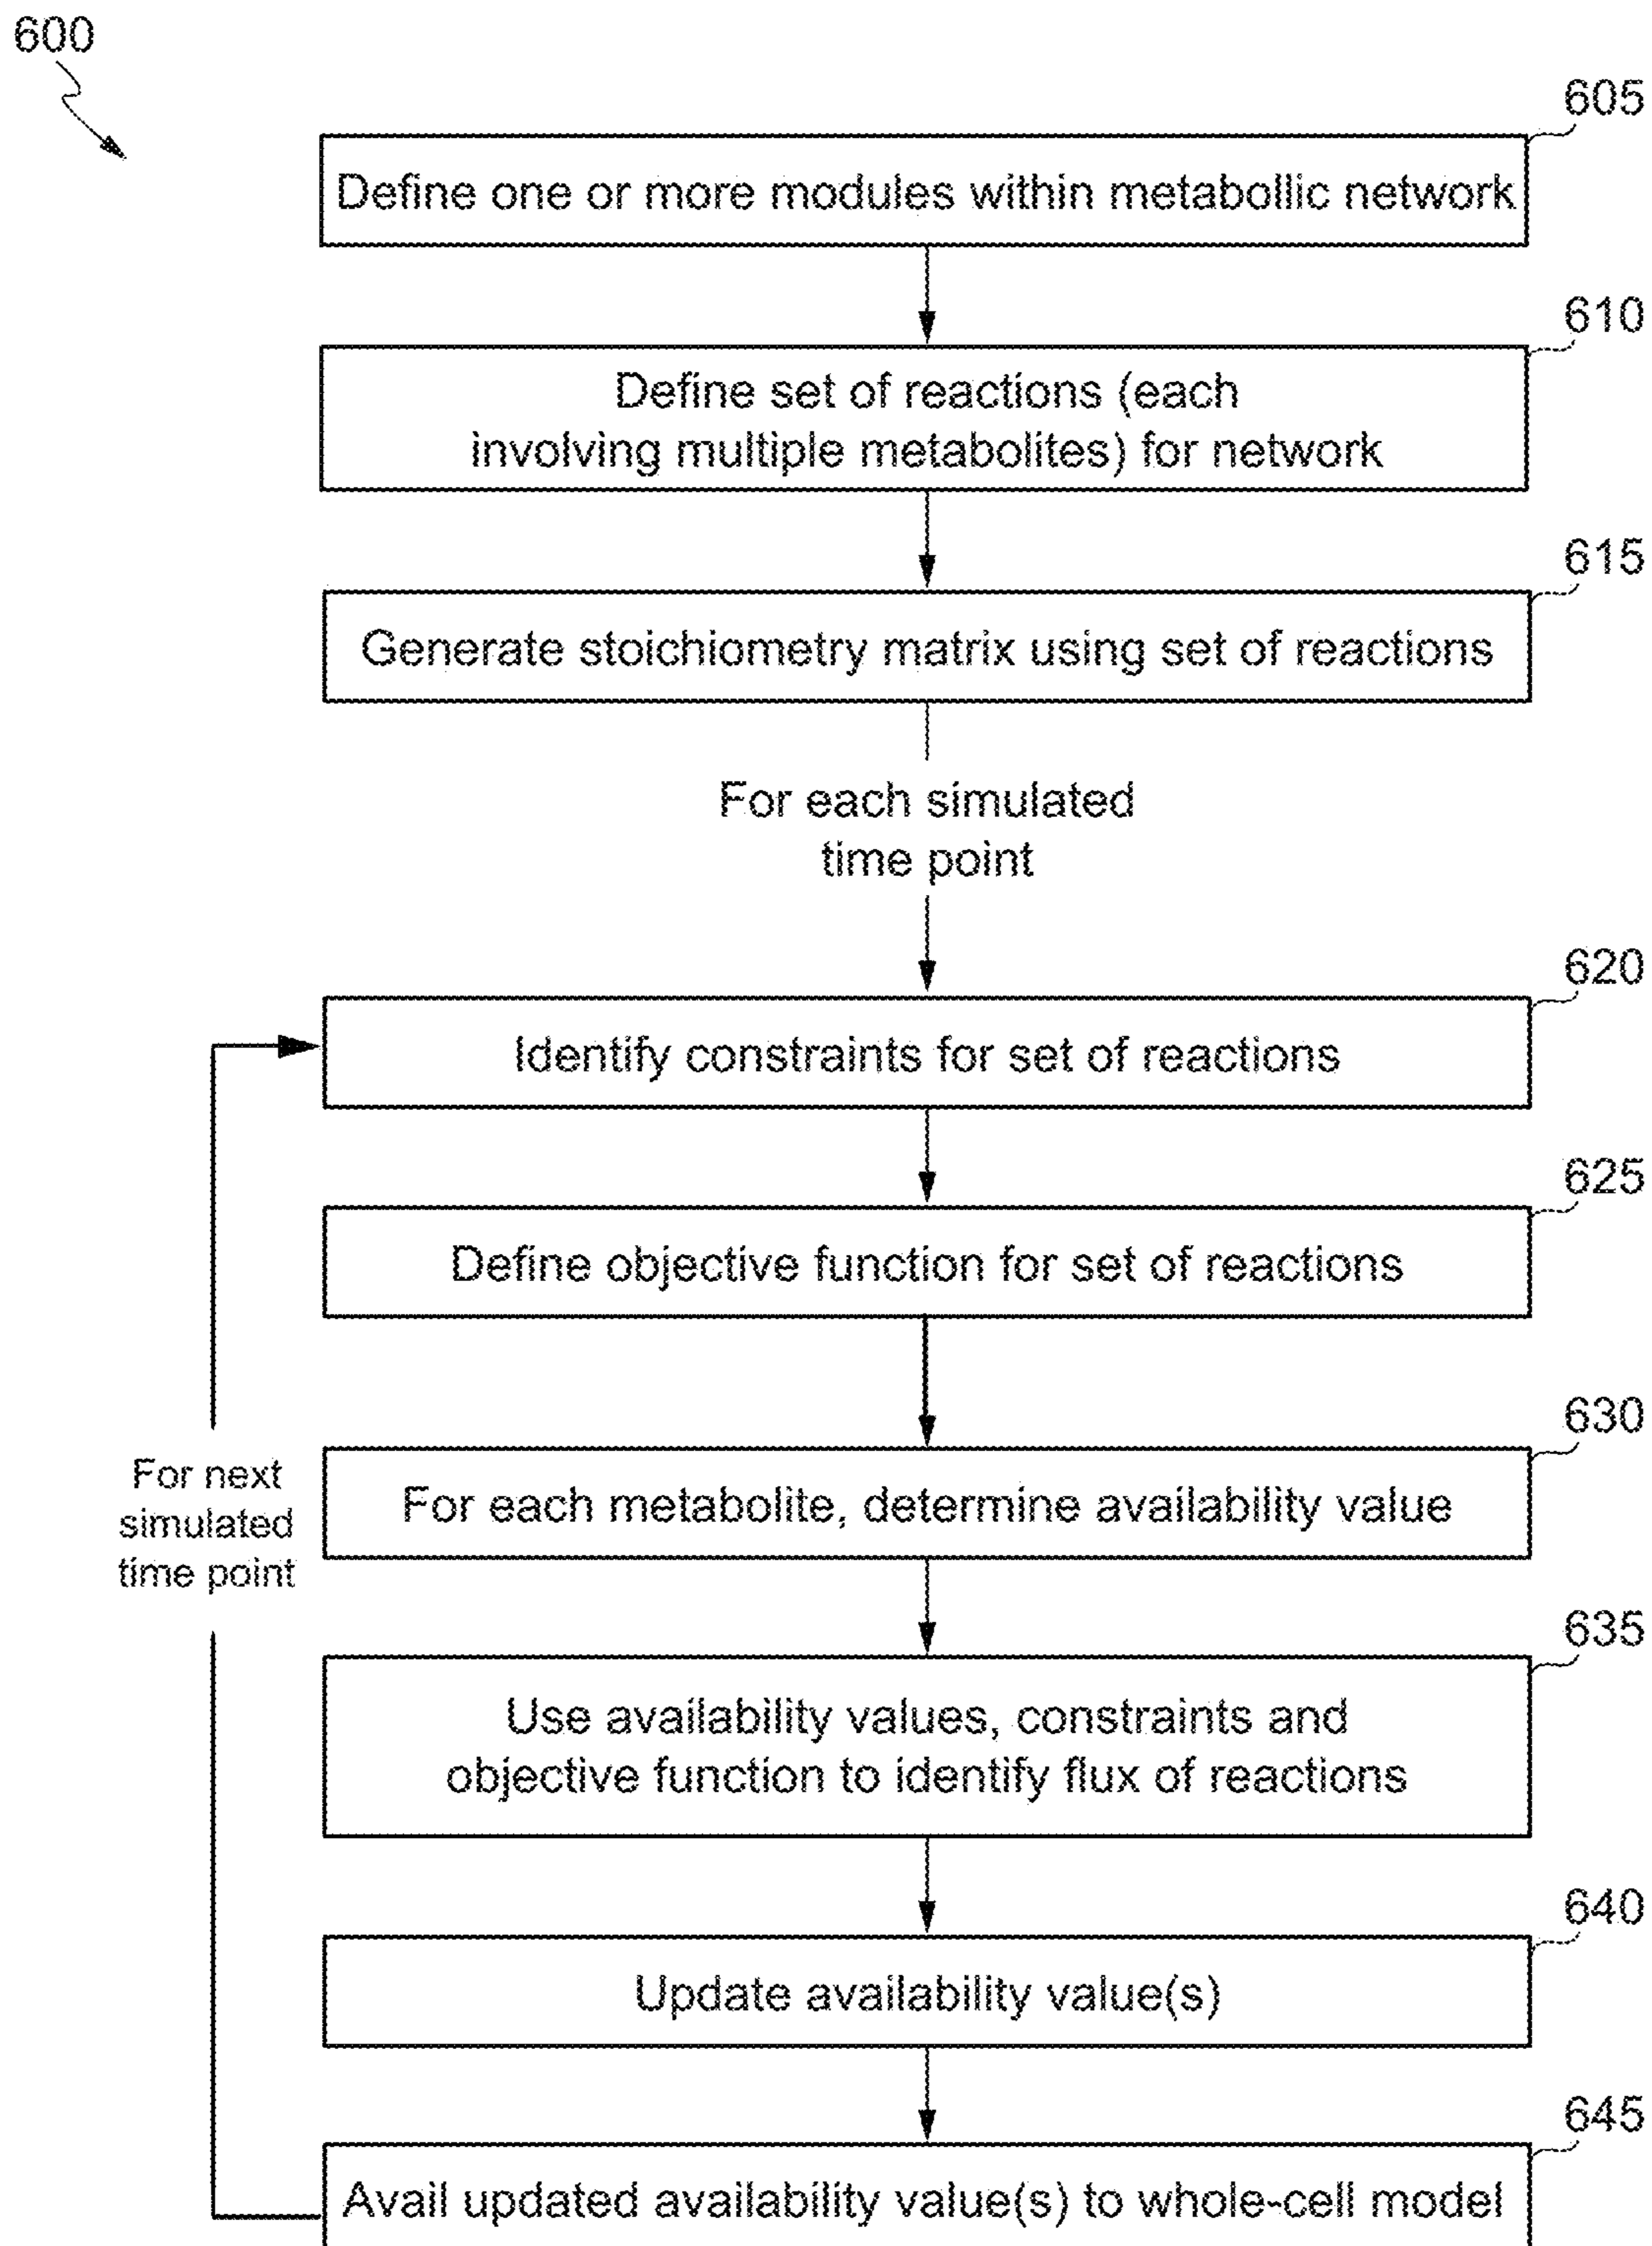 600
605
Define one or more modules within metabollic network
610
Define set of reactions (each
involving multiple metabolites) for network
615
Generate stoichiometry matrix using set of reactions
For each simulated
time point
620
Identify constraints for set of reactions
625
Define objective function for set of reactions
630
For each metabolite, determine availability value
For next
simulated
time point
635
Use availability values, constraints and
objective function to identify flux of reactions
640
Update availability value(s)
645
Avail updated availability value(s) to whole-cell model